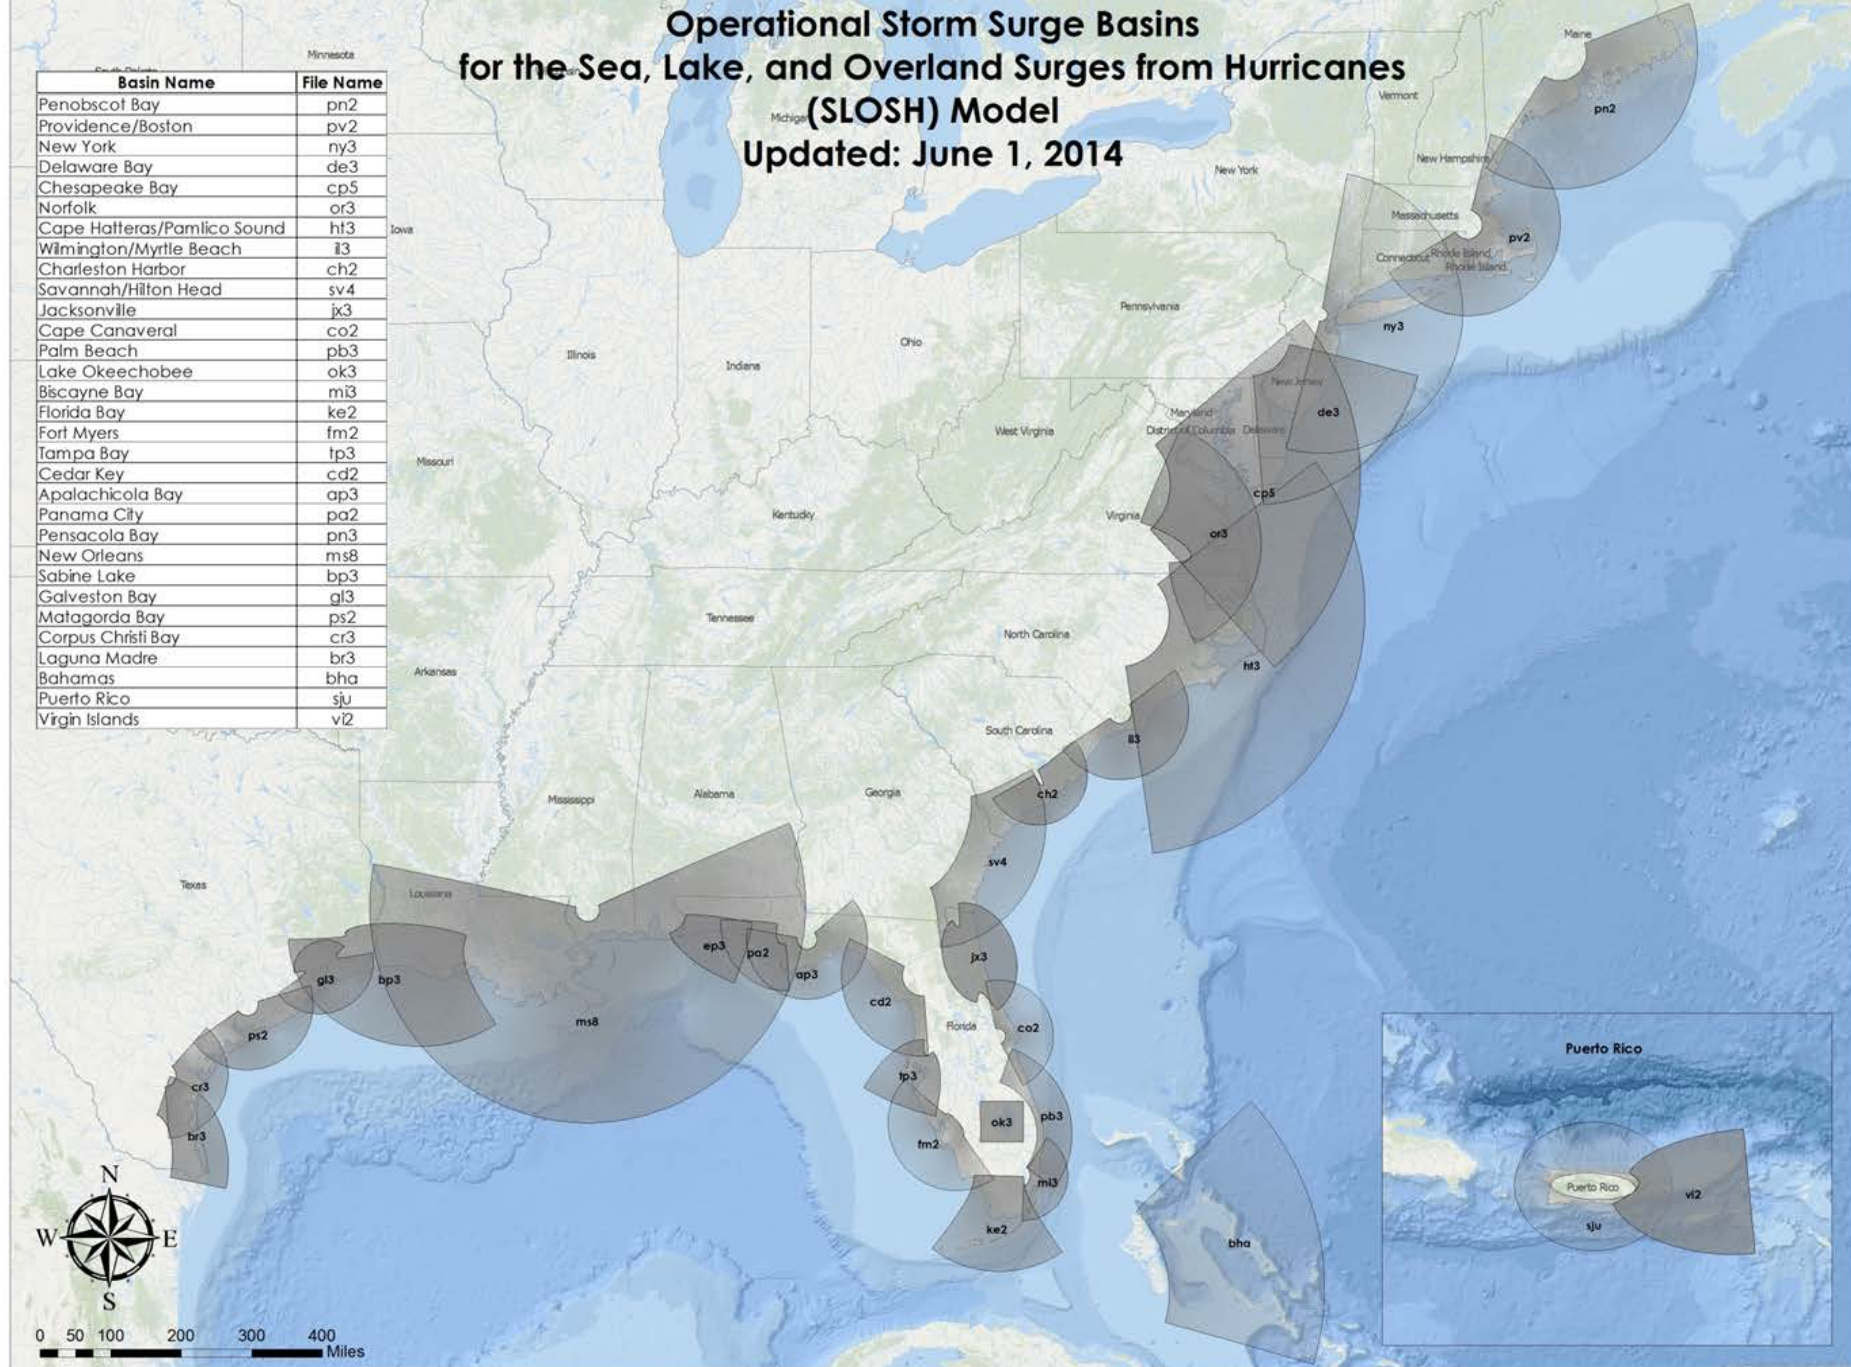 Operational Storm Surge Basins
for the Sea, Lake, and Overland Surges from Hurricanes
(SLOSH) Model
Updated: June 1, 2014
Basin Name File Name
Penobscot Bay pn2
Providence/Boston pv2
New York ny3
Delaware Bay de3
Chesapeake Bay cp5
Norfolk or3
Cape Hatteras/Pamlico Sound ht3
Wilmington/Myrtle Beach il3
Charleston Harbor ch2
Savannah/Hilton Head sv4
Jacksonville jx3
Cape Canaveral co2
Palm Beach pb3
Lake Okeechobee ok3
Biscayne Bay mi3
Florida Bay ke2
Fort Myers fm2
Tampa Bay tp3
Cedar Key cd2
Apalachicola Bay ap3
Panama City pa2
Pensacola Bay pn3
New Orleans ms8
Sabine Lake bp3
Galveston Bay gl3
Matagorda Bay ps2
Corpus Christi Bay cr3
Laguna Madre br3
Bahamas bha
Puerto Rico sju
Virgin Islands vi2
Minnesota
South Dakota
Michigan
Iowa
Maine
Vermont
New Hampshire
New York
Massachusetts
Connecticut
Rhode Island
Rhode Island
Pennsylvania
Ohio
Illinois
Indiana
New Jersey
Maryland
District of Columbia
Delaware
West Virginia
Missouri
Kentucky
Virginia
Tennessee
North Carolina
Arkansas
South Carolina
Mississippi
Alabama
Georgia
Texas
Louisiana
Florida
pn2
pv2
ny3
de3
cp5
or3
ht3
il3
ch2
sv4
jx3
co2
pb3
ok3
mi3
ke2
fm2
tp3
cd2
ap3
pa2
ep3
ms8
bp3
gl3
ps2
cr3
br3
bha
Puerto Rico
Puerto Rico
sju
vi2
N
W E
S
0 50 100 200 300 400
Miles